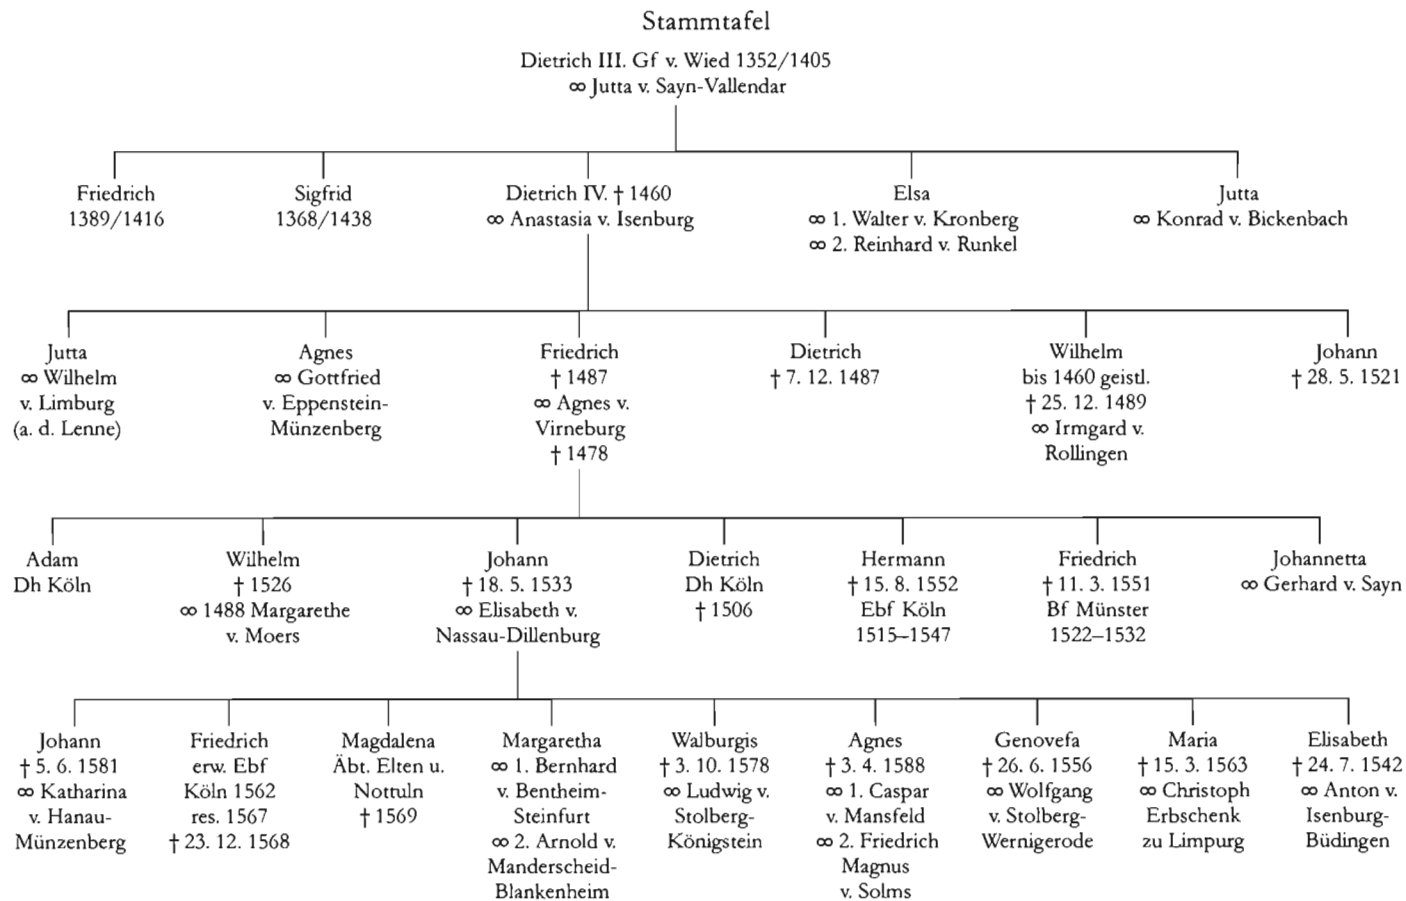 Stammtafel
Dietrich III. Gf v. Wied 1352/1405
⚭ Jutta v. Sayn-Vallendar
Friedrich
1389/1416
Sigfrid
1368/1438
Dietrich IV. † 1460
⚭ Anastasia v. Isenburg
Elsa
⚭ 1. Walter v. Kronberg
⚭ 2. Reinhard v. Runkel
Jutta
⚭ Konrad v. Bickenbach
Jutta
⚭ Wilhelm
v. Limburg
(a. d. Lenne)
Agnes
⚭ Gottfried
v. Eppenstein-
Münzenberg
Friedrich
† 1487
⚭ Agnes v.
Virneburg
† 1478
Dietrich
† 7. 12. 1487
Wilhelm
bis 1460 geistl.
† 25. 12. 1489
⚭ Irmgard v.
Rollingen
Johann
† 28. 5. 1521
Adam
Dh Köln
Wilhelm
† 1526
⚭ 1488 Margarethe
v. Moers
Johann
† 18. 5. 1533
⚭ Elisabeth v.
Nassau-Dillenburg
Dietrich
Dh Köln
† 1506
Hermann
† 15. 8. 1552
Ebf Köln
1515–1547
Friedrich
† 11. 3. 1551
Bf Münster
1522–1532
Johannetta
⚭ Gerhard v. Sayn
Johann
† 5. 6. 1581
⚭ Katharina
v. Hanau-
Münzenberg
Friedrich
erw. Ebf
Köln 1562
res. 1567
† 23. 12. 1568
Magdalena
Äbt. Elten u.
Nottuln
† 1569
Margaretha
⚭ 1. Bernhard
v. Bentheim-
Steinfurt
⚭ 2. Arnold v.
Manderscheid-
Blankenheim
Walburgis
† 3. 10. 1578
⚭ Ludwig v.
Stolberg-
Königstein
Agnes
† 3. 4. 1588
⚭ 1. Caspar
v. Mansfeld
⚭ 2. Friedrich
Magnus
v. Solms
Genovefa
† 26. 6. 1556
⚭ Wolfgang
v. Stolberg-
Wernigerode
Maria
† 15. 3. 1563
⚭ Christoph
Erbschenk
zu Limpurg
Elisabeth
† 24. 7. 1542
⚭ Anton v.
Isenburg-
Büdingen